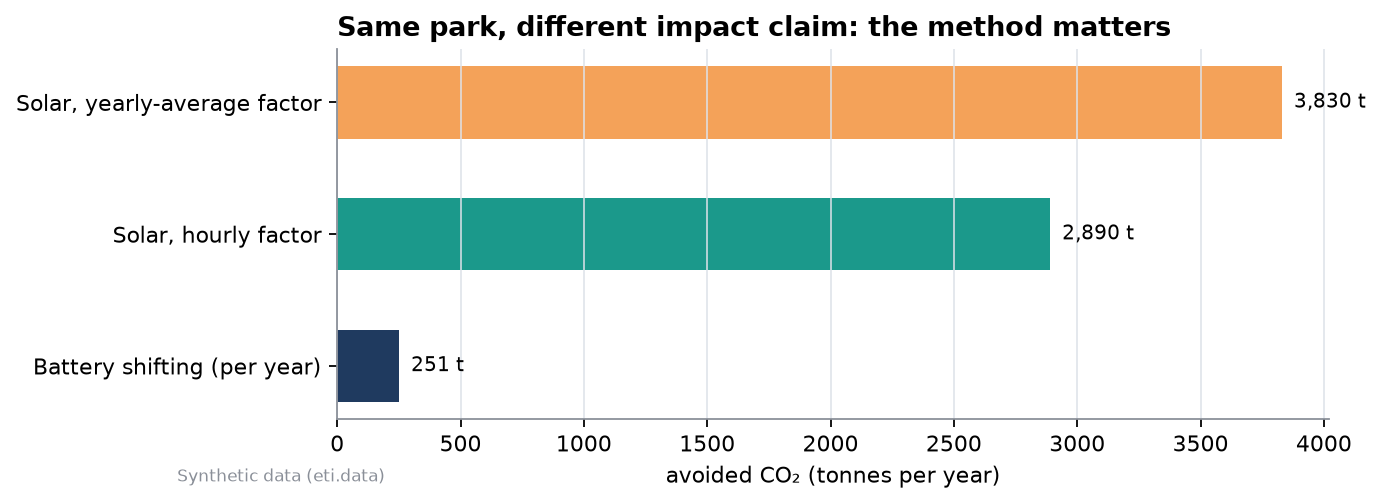 Same park, different impact claim: the method matters
Solar, yearly-average factor
3,830 t
Solar, hourly factor
2,890 t
Battery shifting (per year)
251 t
0 500 1000 1500 2000 2500 3000 3500 4000
avoided CO₂ (tonnes per year)
Synthetic data (eti.data)